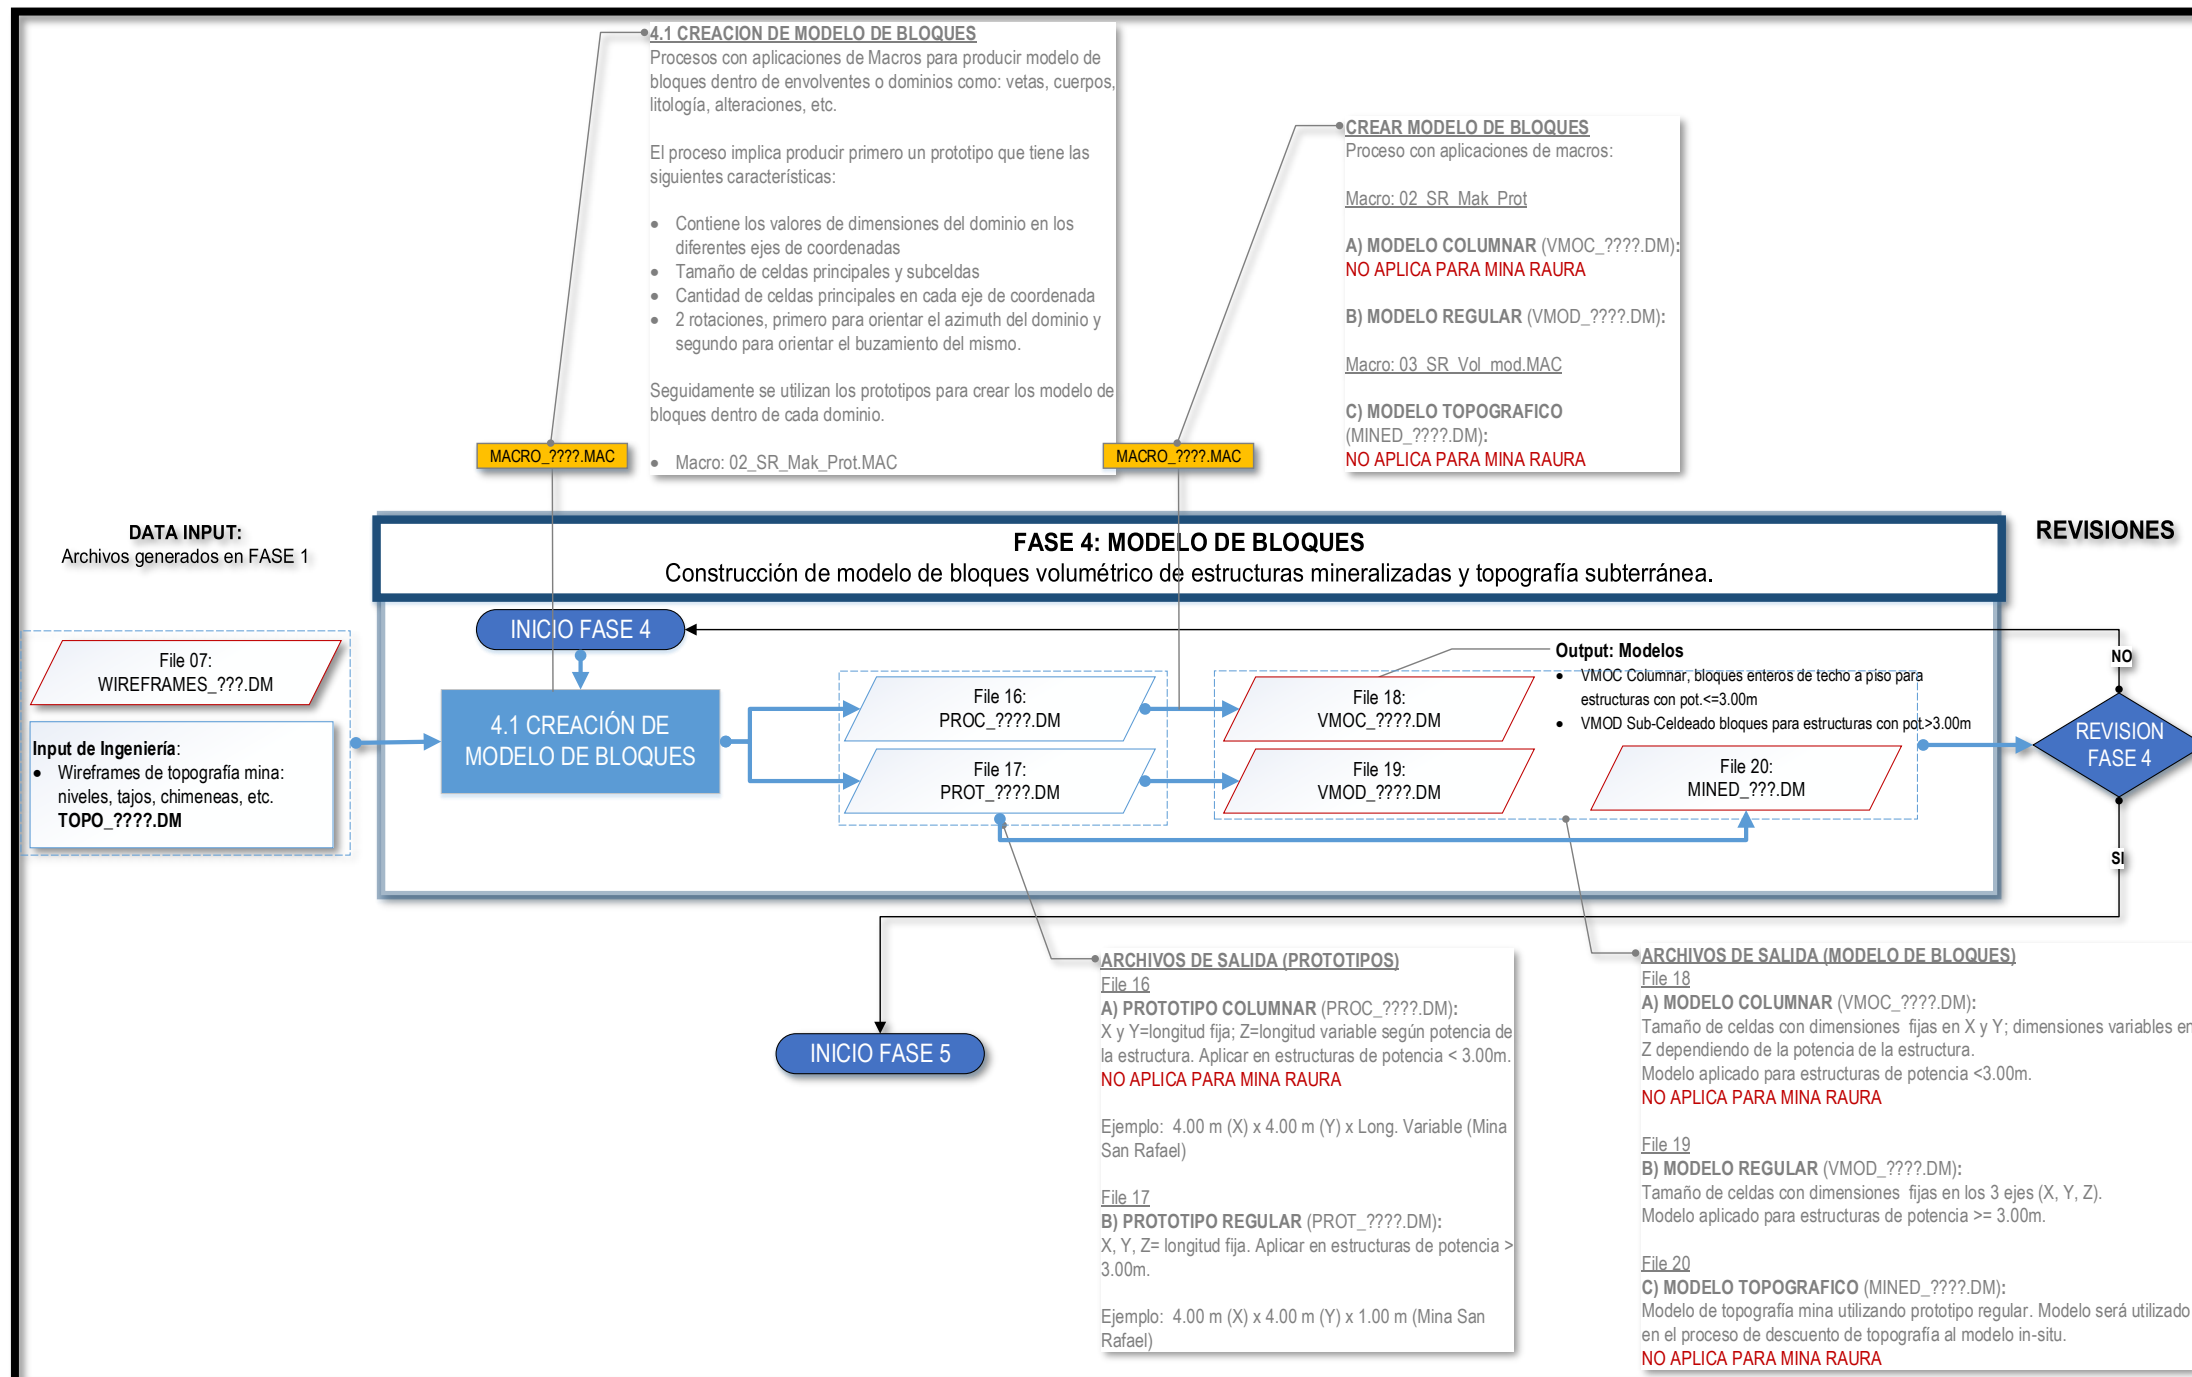 4.1 CREACION DE MODELO DE BLOQUES
Procesos con aplicaciones de Macros para producir modelo de
bloques dentro de envolventes o dominios como: vetas, cuerpos,
litología, alteraciones, etc.
El proceso implica producir primero un prototipo que tiene las
siguientes características:
• Contiene los valores de dimensiones del dominio en los
diferentes ejes de coordenadas
• Tamaño de celdas principales y subceldas
• Cantidad de celdas principales en cada eje de coordenada
• 2 rotaciones, primero para orientar el azimuth del dominio y
segundo para orientar el buzamiento del mismo.
Seguidamente se utilizan los prototipos para crear los modelo de
bloques dentro de cada dominio.
• Macro: 02_SR_Mak_Prot.MAC
MACRO_????.MAC
CREAR MODELO DE BLOQUES
Proceso con aplicaciones de macros:
Macro: 02_SR_Mak_Prot
A) MODELO COLUMNAR (VMOC_????.DM):
NO APLICA PARA MINA RAURA
B) MODELO REGULAR (VMOD_????.DM):
Macro: 03_SR_Vol_mod.MAC
C) MODELO TOPOGRAFICO
(MINED_????.DM):
NO APLICA PARA MINA RAURA
MACRO_????.MAC
DATA INPUT:
Archivos generados en FASE 1
FASE 4: MODELO DE BLOQUES
Construcción de modelo de bloques volumétrico de estructuras mineralizadas y topografía subterránea.
REVISIONES
File 07:
WIREFRAMES_???.DM
Input de Ingeniería:
• Wireframes de topografía mina:
niveles, tajos, chimeneas, etc.
TOPO_????.DM
INICIO FASE 4
4.1 CREACIÓN DE
MODELO DE BLOQUES
File 16:
PROC_????.DM
File 17:
PROT_????.DM
File 18:
VMOC_????.DM
File 19:
VMOD_????.DM
Output: Modelos
• VMOC Columnar, bloques enteros de techo a piso para
estructuras con pot.<=3.00m
• VMOD Sub-Celdeado bloques para estructuras con pot.>3.00m
File 20:
MINED_???.DM
NO
REVISION
FASE 4
SI
INICIO FASE 5
ARCHIVOS DE SALIDA (PROTOTIPOS)
File 16
A) PROTOTIPO COLUMNAR (PROC_????.DM):
X y Y=longitud fija; Z=longitud variable según potencia de
la estructura. Aplicar en estructuras de potencia < 3.00m.
NO APLICA PARA MINA RAURA
Ejemplo: 4.00 m (X) x 4.00 m (Y) x Long. Variable (Mina
San Rafael)
File 17
B) PROTOTIPO REGULAR (PROT_????.DM):
X, Y, Z= longitud fija. Aplicar en estructuras de potencia >
3.00m.
Ejemplo: 4.00 m (X) x 4.00 m (Y) x 1.00 m (Mina San
Rafael)
ARCHIVOS DE SALIDA (MODELO DE BLOQUES)
File 18
A) MODELO COLUMNAR (VMOC_????.DM):
Tamaño de celdas con dimensiones fijas en X y Y; dimensiones variables en
Z dependiendo de la potencia de la estructura.
Modelo aplicado para estructuras de potencia <3.00m.
NO APLICA PARA MINA RAURA
File 19
B) MODELO REGULAR (VMOD_????.DM):
Tamaño de celdas con dimensiones fijas en los 3 ejes (X, Y, Z).
Modelo aplicado para estructuras de potencia >= 3.00m.
File 20
C) MODELO TOPOGRAFICO (MINED_????.DM):
Modelo de topografía mina utilizando prototipo regular. Modelo será utilizado
en el proceso de descuento de topografía al modelo in-situ.
NO APLICA PARA MINA RAURA